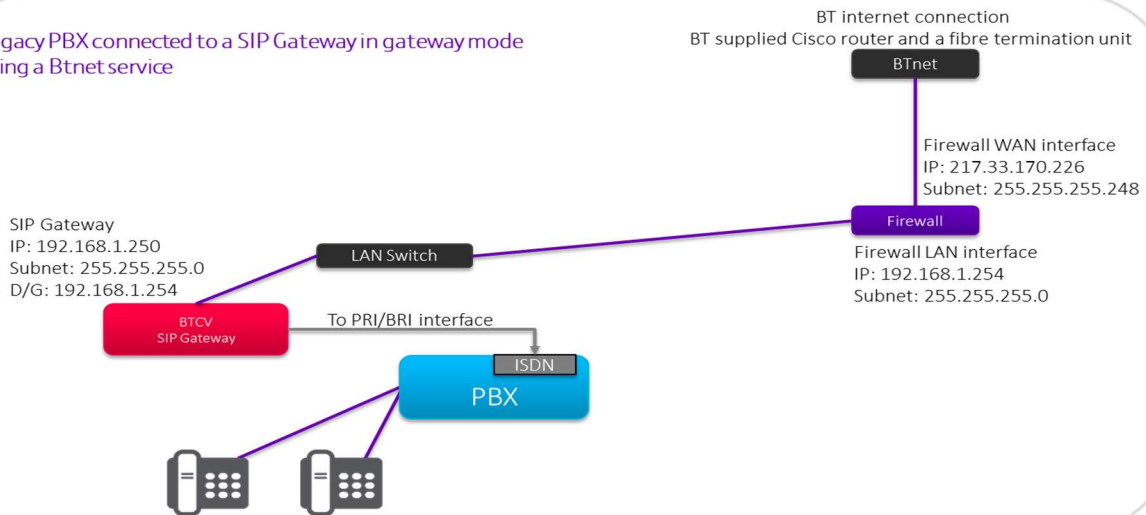 gacy PBX connected to a SIP Gateway in gateway mode
ing a Btnet service
BT internet connection
BT supplied Cisco router and a fibre termination unit
BTnet
Firewall WAN interface
IP: 217.33.170.226
Subnet: 255.255.255.248
Firewall
Firewall LAN interface
IP: 192.168.1.254
Subnet: 255.255.255.0
SIP Gateway
IP: 192.168.1.250
Subnet: 255.255.255.0
D/G: 192.168.1.254
LAN Switch
BTCV
SIP Gateway
To PRI/BRI interface
ISDN
PBX